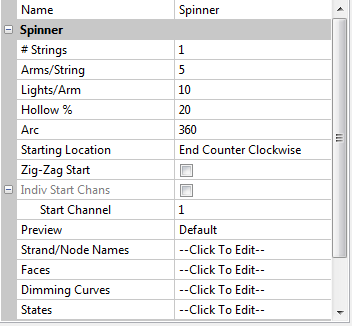 Name Spinner
Spinner
# Strings 1
Arms/String 5
Lights/Arm 10
Hollow % 20
Arc 360
Starting Location End Counter Clockwise
Zig-Zag Start
Indiv Start Chans
Start Channel 1
Preview Default
Strand/Node Names --Click To Edit--
Faces --Click To Edit--
Dimming Curves --Click To Edit--
States --Click To Edit--